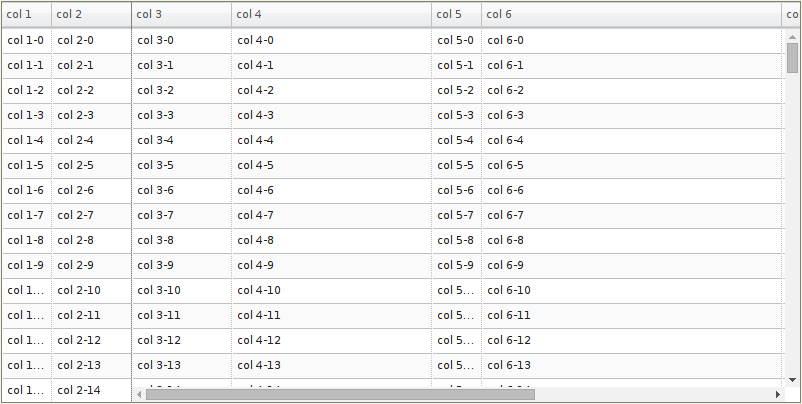 col 1 col 2 col 3 col 4 col 5 col 6 co
col 1-0 col 2-0 col 3-0 col 4-0 col 5-0 col 6-0
col 1-1 col 2-1 col 3-1 col 4-1 col 5-1 col 6-1
col 1-2 col 2-2 col 3-2 col 4-2 col 5-2 col 6-2
col 1-3 col 2-3 col 3-3 col 4-3 col 5-3 col 6-3
col 1-4 col 2-4 col 3-4 col 4-4 col 5-4 col 6-4
col 1-5 col 2-5 col 3-5 col 4-5 col 5-5 col 6-5
col 1-6 col 2-6 col 3-6 col 4-6 col 5-6 col 6-6
col 1-7 col 2-7 col 3-7 col 4-7 col 5-7 col 6-7
col 1-8 col 2-8 col 3-8 col 4-8 col 5-8 col 6-8
col 1-9 col 2-9 col 3-9 col 4-9 col 5-9 col 6-9
col 1... col 2-10 col 3-10 col 4-10 col 5... col 6-10
col 1... col 2-11 col 3-11 col 4-11 col 5... col 6-11
col 1... col 2-12 col 3-12 col 4-12 col 5... col 6-12
col 1... col 2-13 col 3-13 col 4-13 col 5... col 6-13
col 1... col 2-14